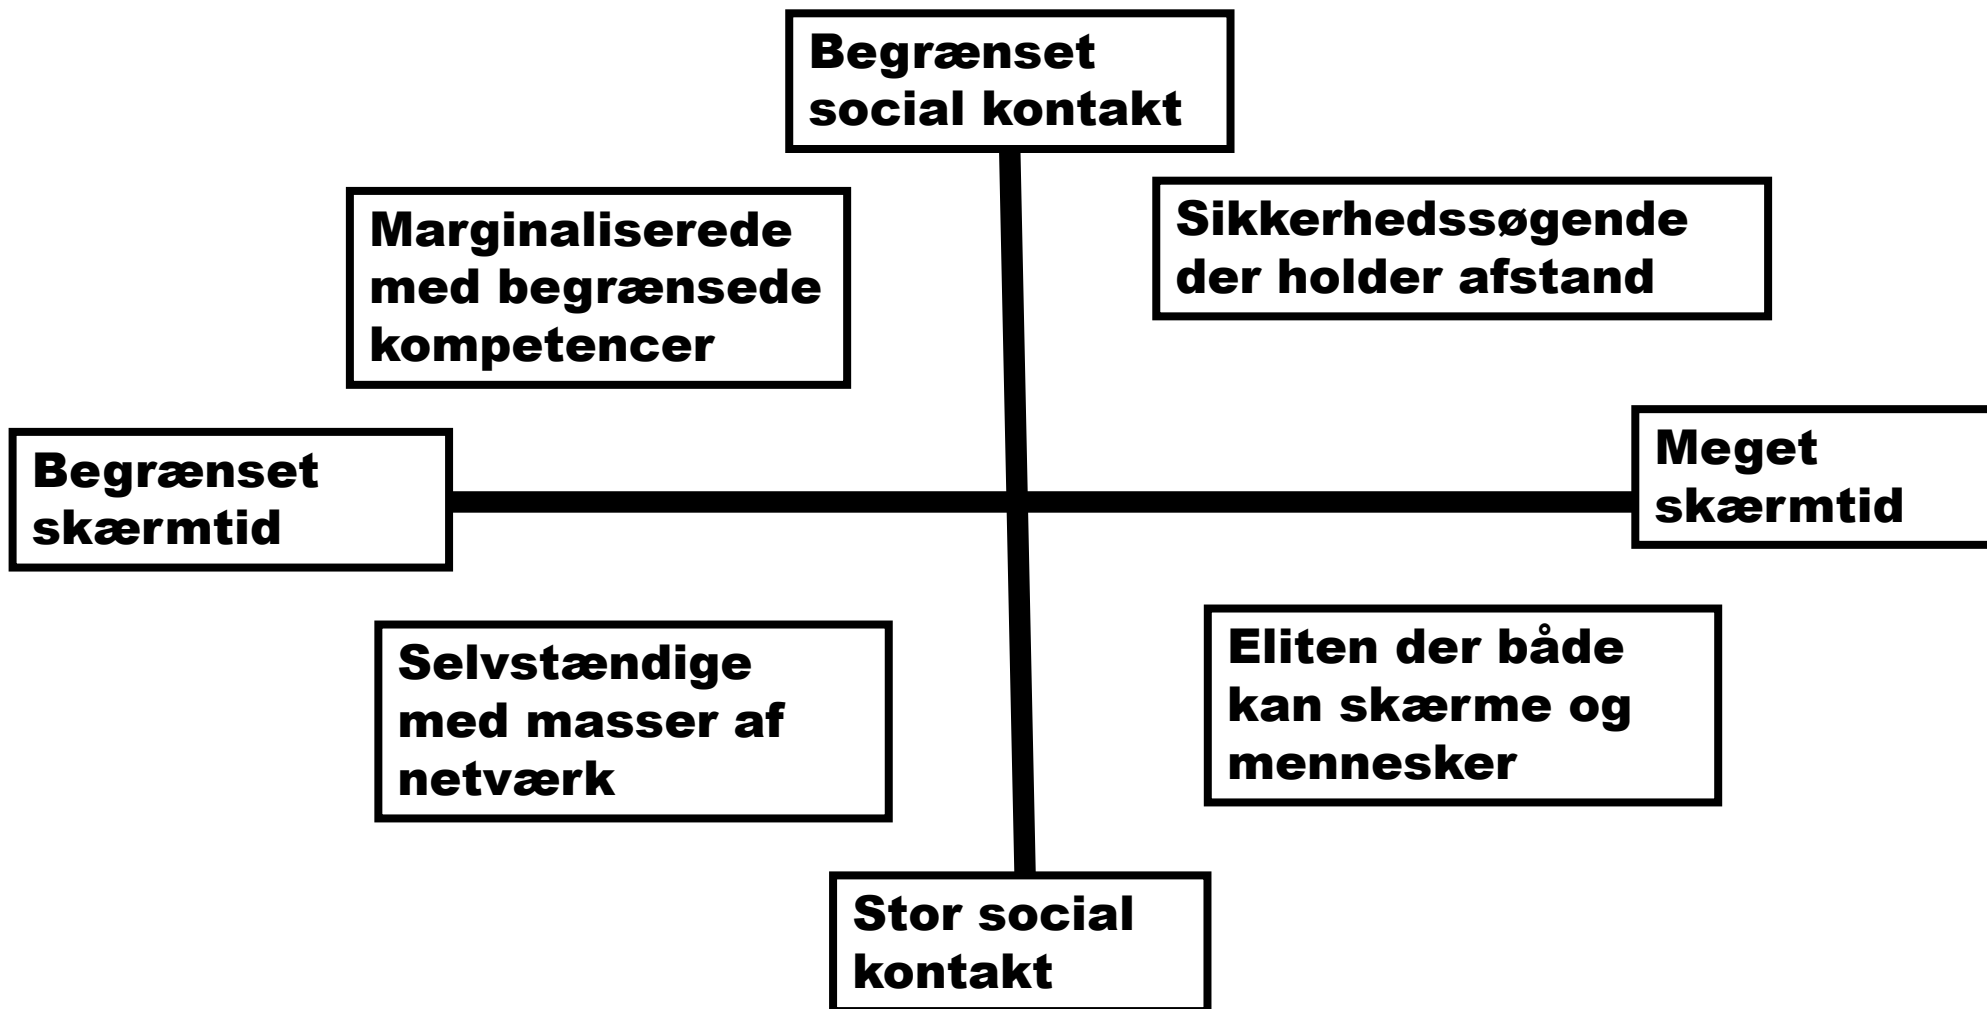 Begrænset
social kontakt
Marginaliserede
med begrænsede
kompetencer
Sikkerhedssøgende
der holder afstand
Begrænset
skærmtid
Meget
skærmtid
Selvstændige
med masser af
netværk
Eliten der både
kan skærme og
mennesker
Stor social
kontakt